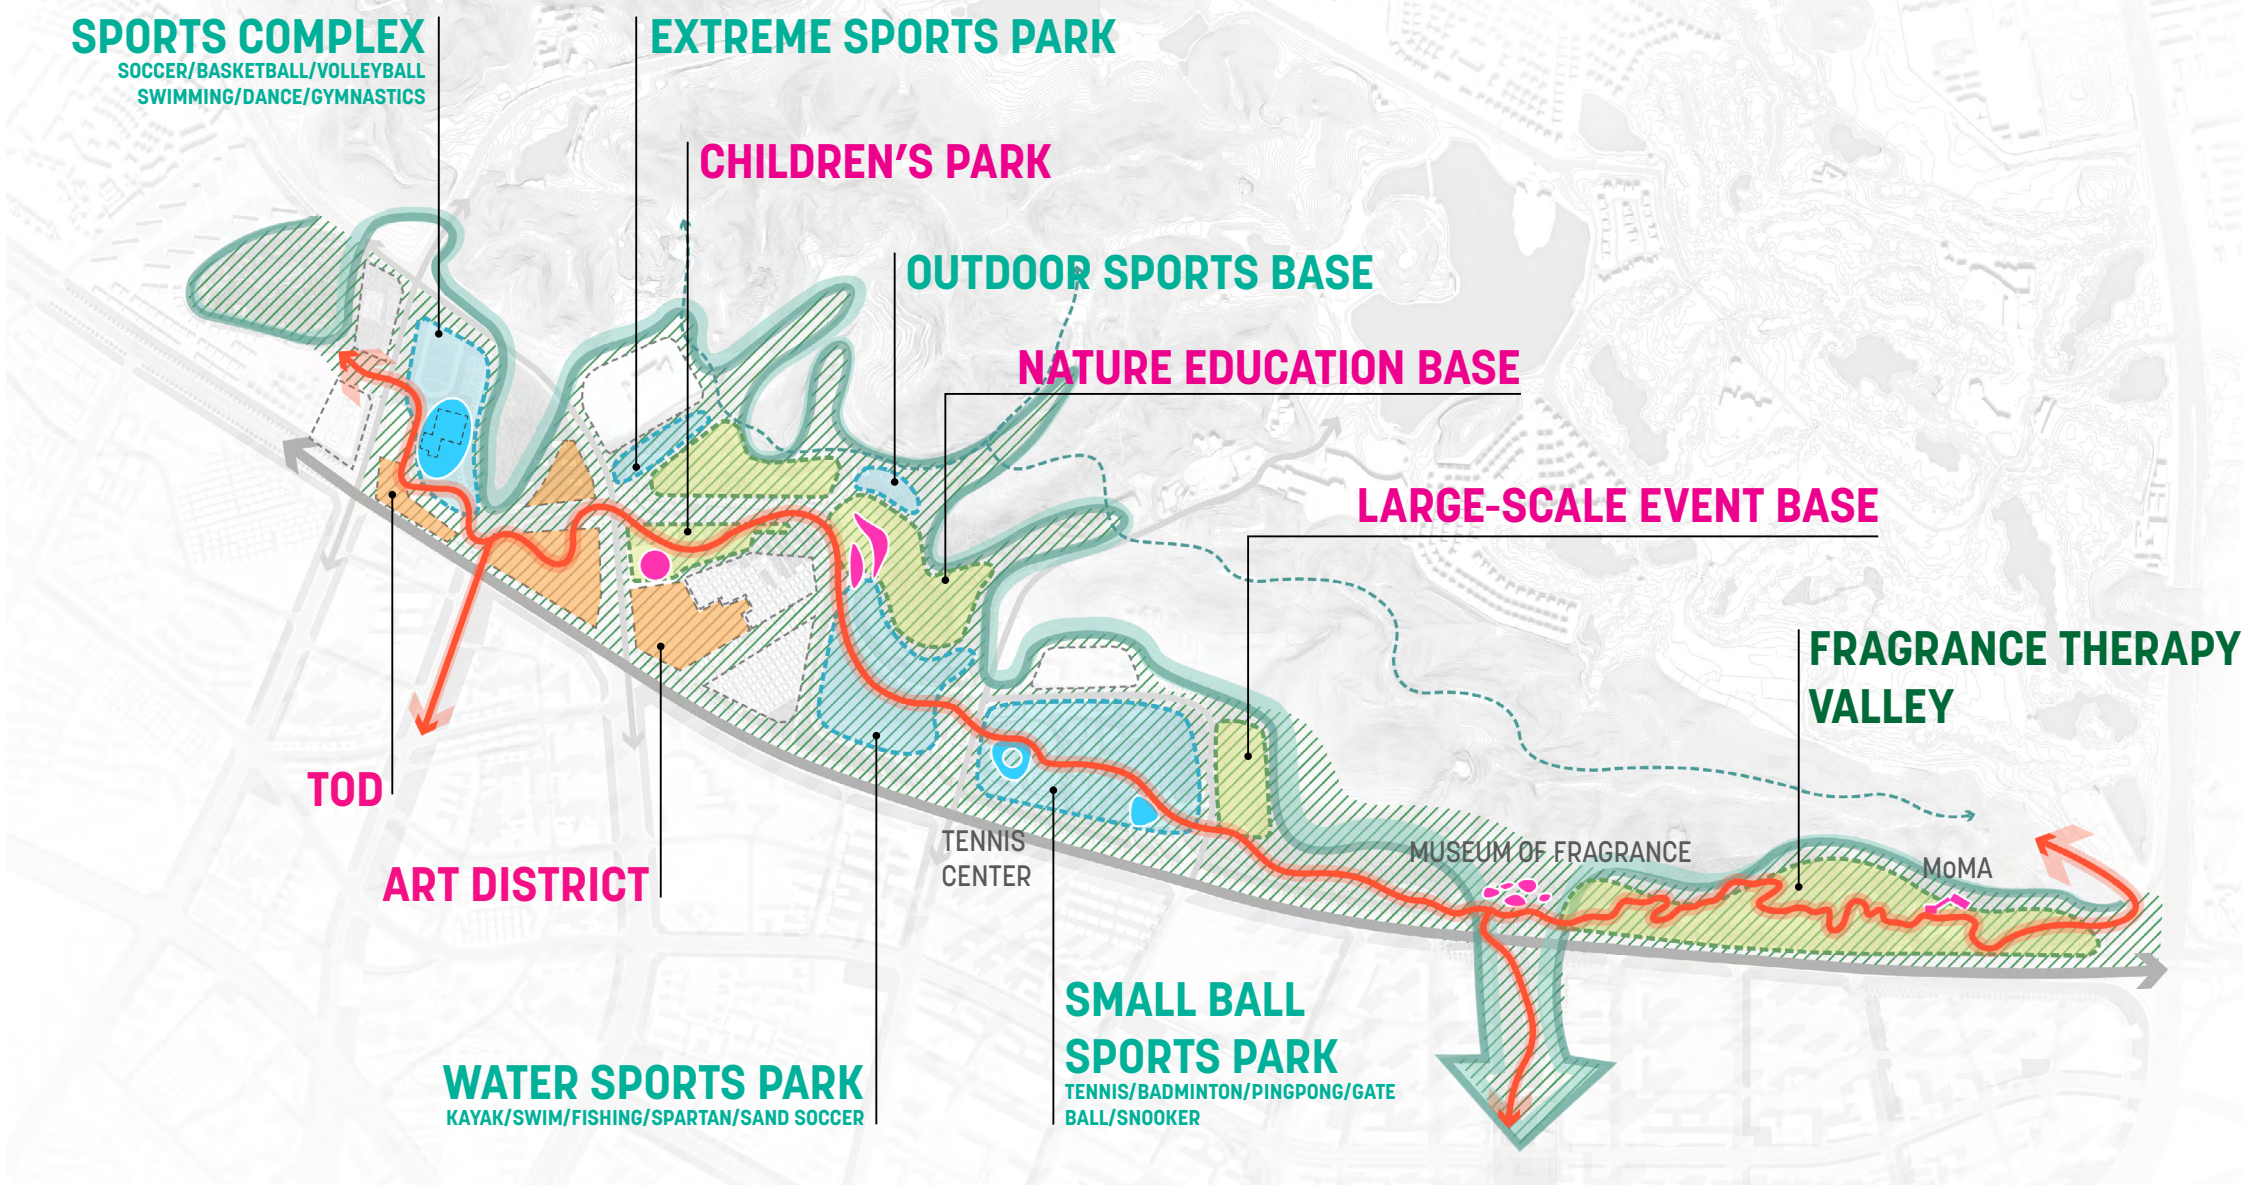 SPORTS COMPLEX
SOCCER/BASKETBALL/VOLLEYBALL
SWIMMING/DANCE/GYMNASTICS
EXTREME SPORTS PARK
CHILDREN'S PARK
OUTDOOR SPORTS BASE
NATURE EDUCATION BASE
LARGE-SCALE EVENT BASE
FRAGRANCE THERAPY
VALLEY
TOD
ART DISTRICT
TENNIS
CENTER
MUSEUM OF FRAGRANCE
MoMA
WATER SPORTS PARK
KAYAK/SWIM/FISHING/SPARTAN/SAND SOCCER
SMALL BALL
SPORTS PARK
TENNIS/BADMINTON/PINGPONG/GATE
BALL/SNOOKER